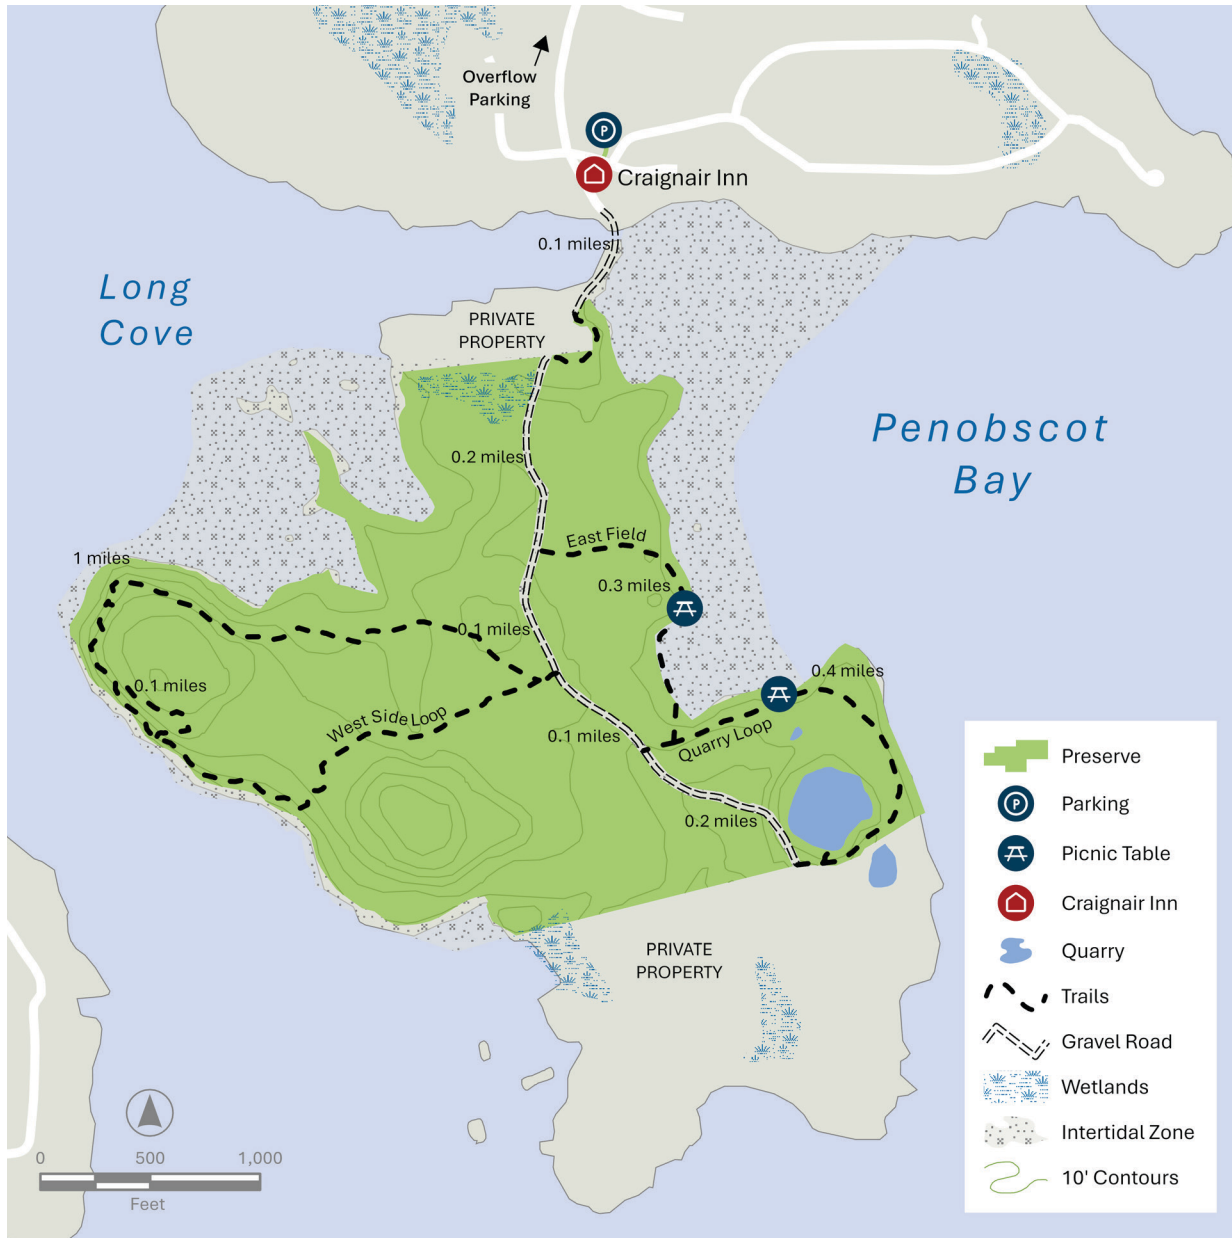 Overflow
Parking
P
Craignair Inn
0.1 miles
Long
Cove
PRIVATE
PROPERTY
Penobscot
Bay
0.2 miles
East Field
1 miles
0.3 miles
0.1 miles
0.4 miles
0.1 miles
West Side Loop
0.1 miles
Quarry Loop
0.2 miles
PRIVATE
PROPERTY
Preserve
P
Parking
Picnic Table
Craignair Inn
Quarry
Trails
Gravel Road
Wetlands
Intertidal Zone
10' Contours
0 500 1,000
Feet